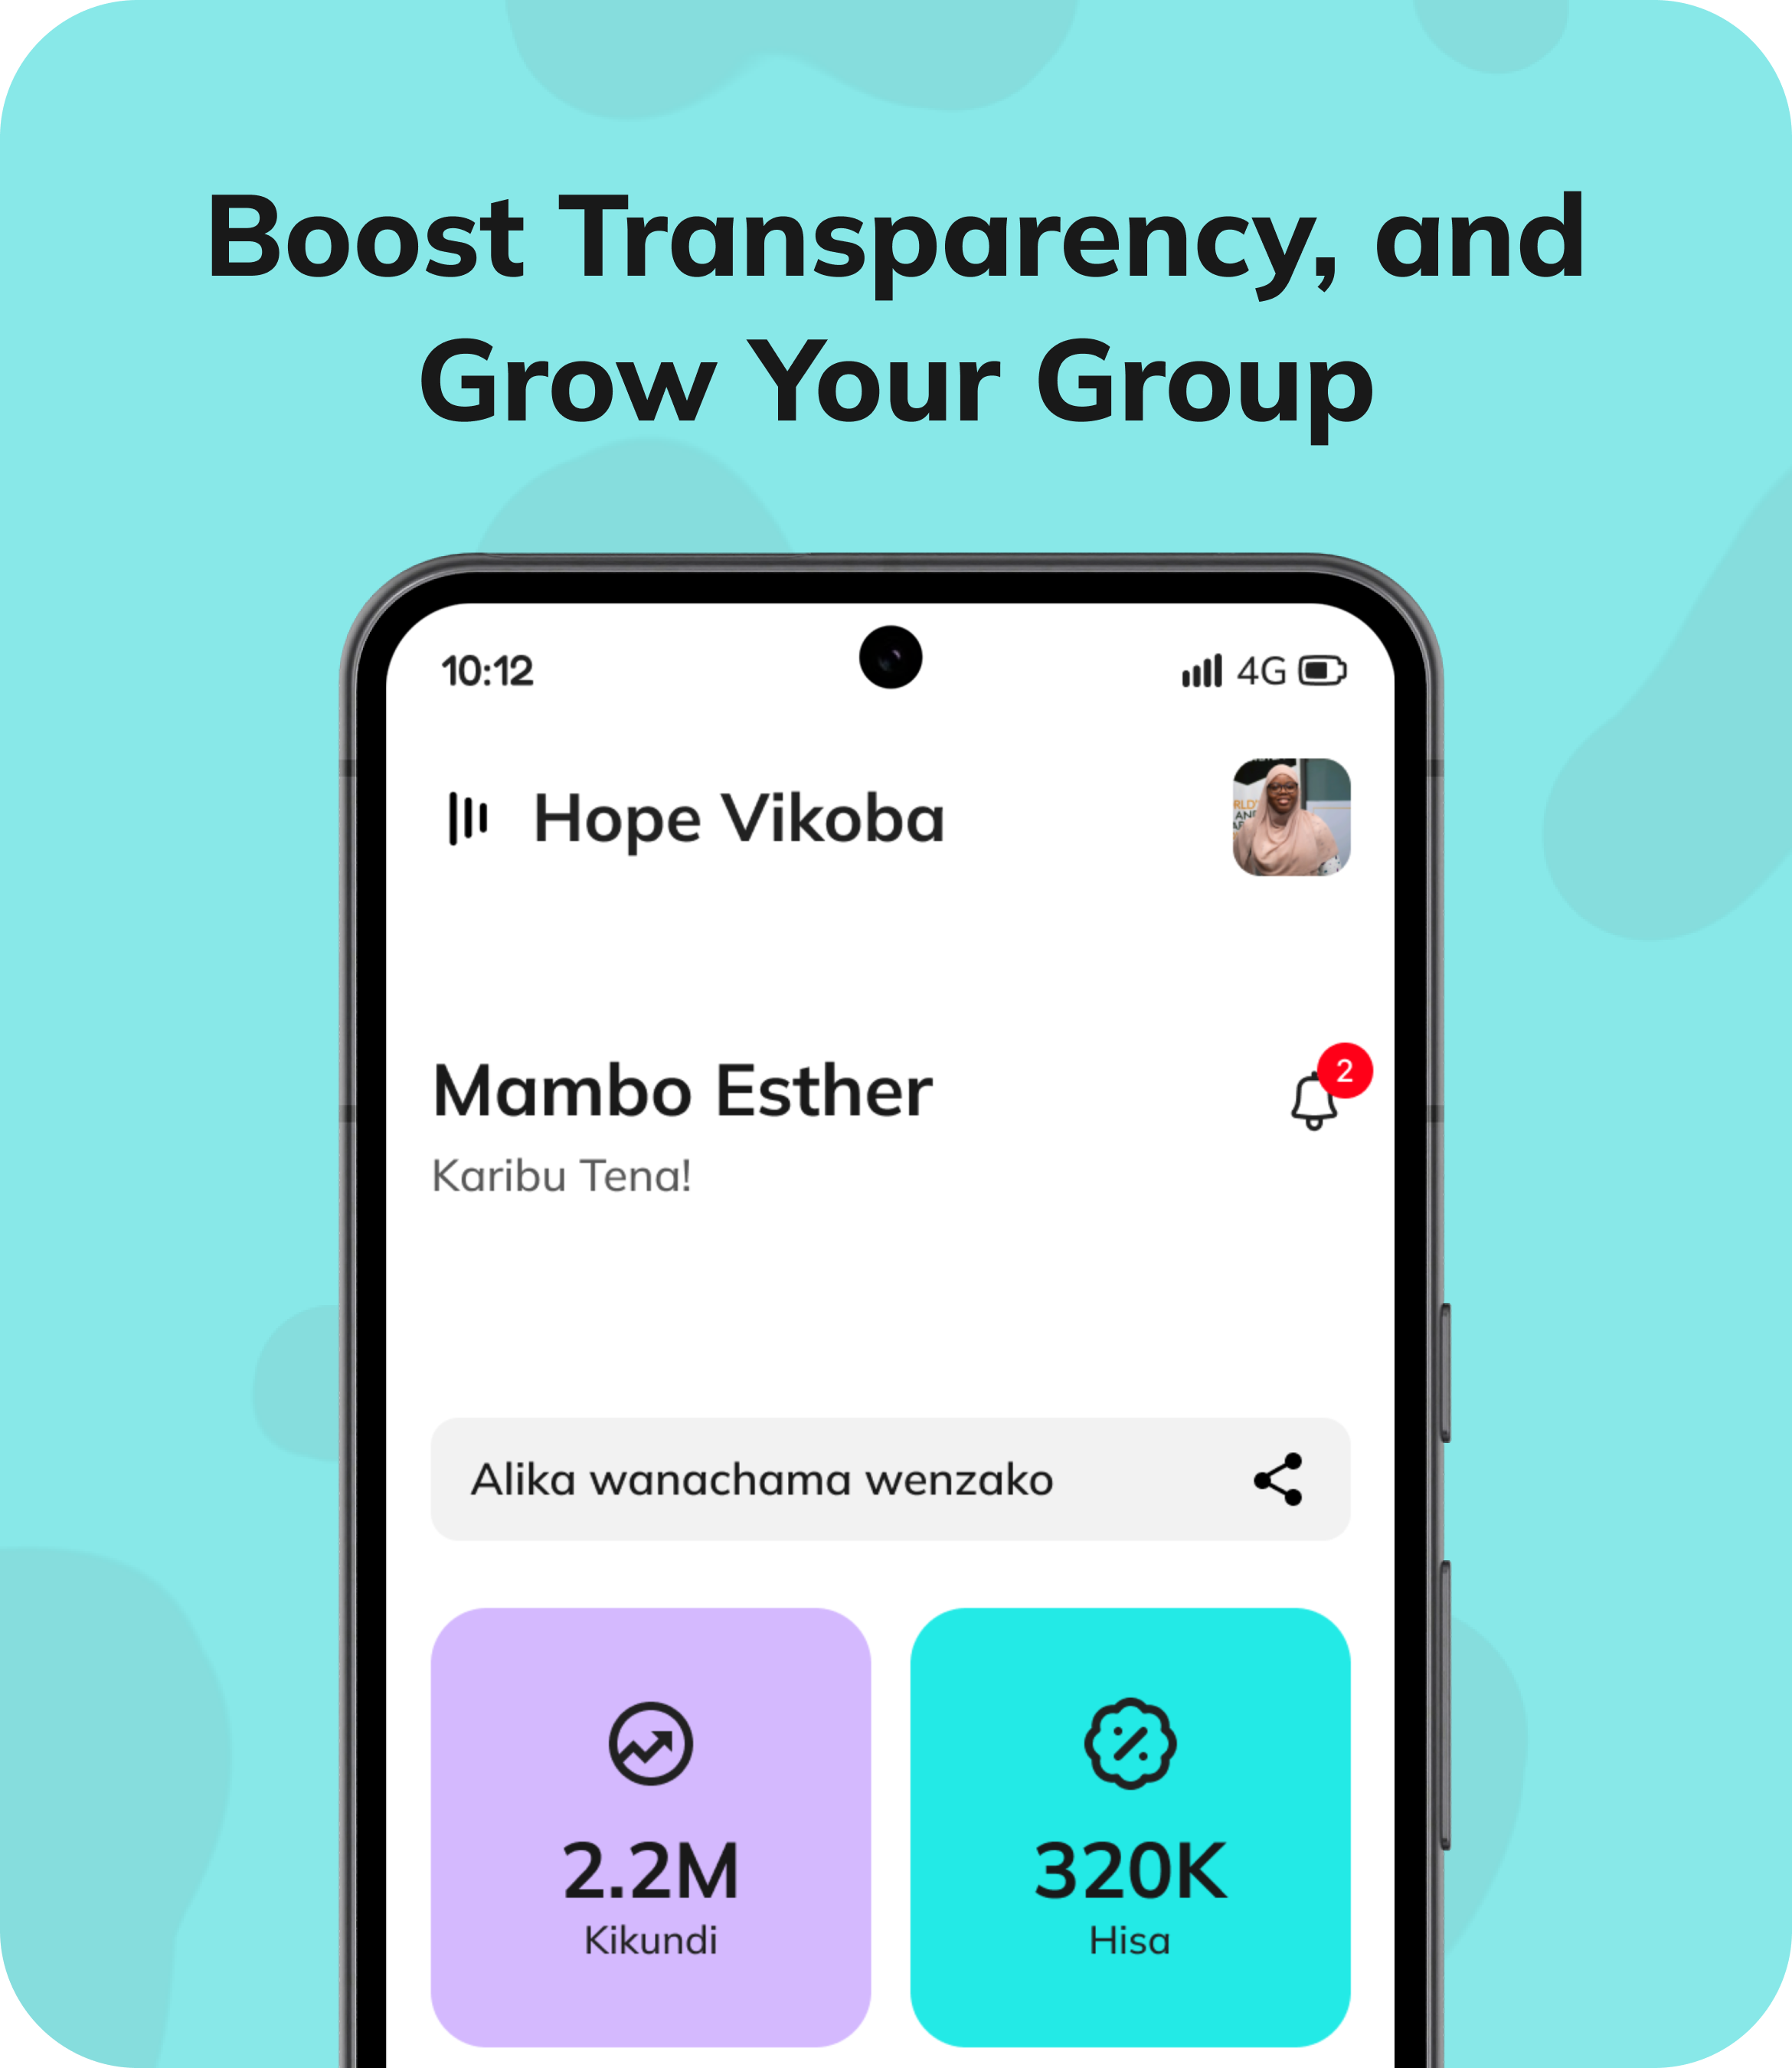 Boost Transparency, and
Grow Your Group
10:12
4G
Hope Vikoba
Mambo Esther
2
Karibu Tena!
Alika wanachama wenzako
2.2M
Kikundi
320K
Hisa